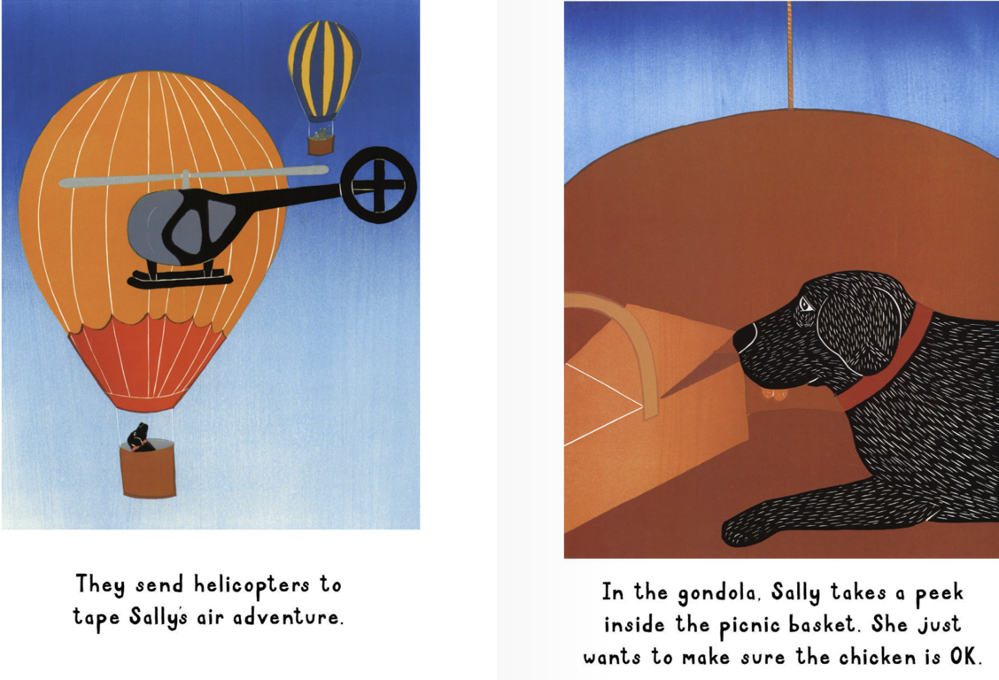 They send helicopters to
tape Sally's air adventure.
In the gondola, Sally takes a peek
inside the picnic basket. She just
wants to make sure the chicken is OK.